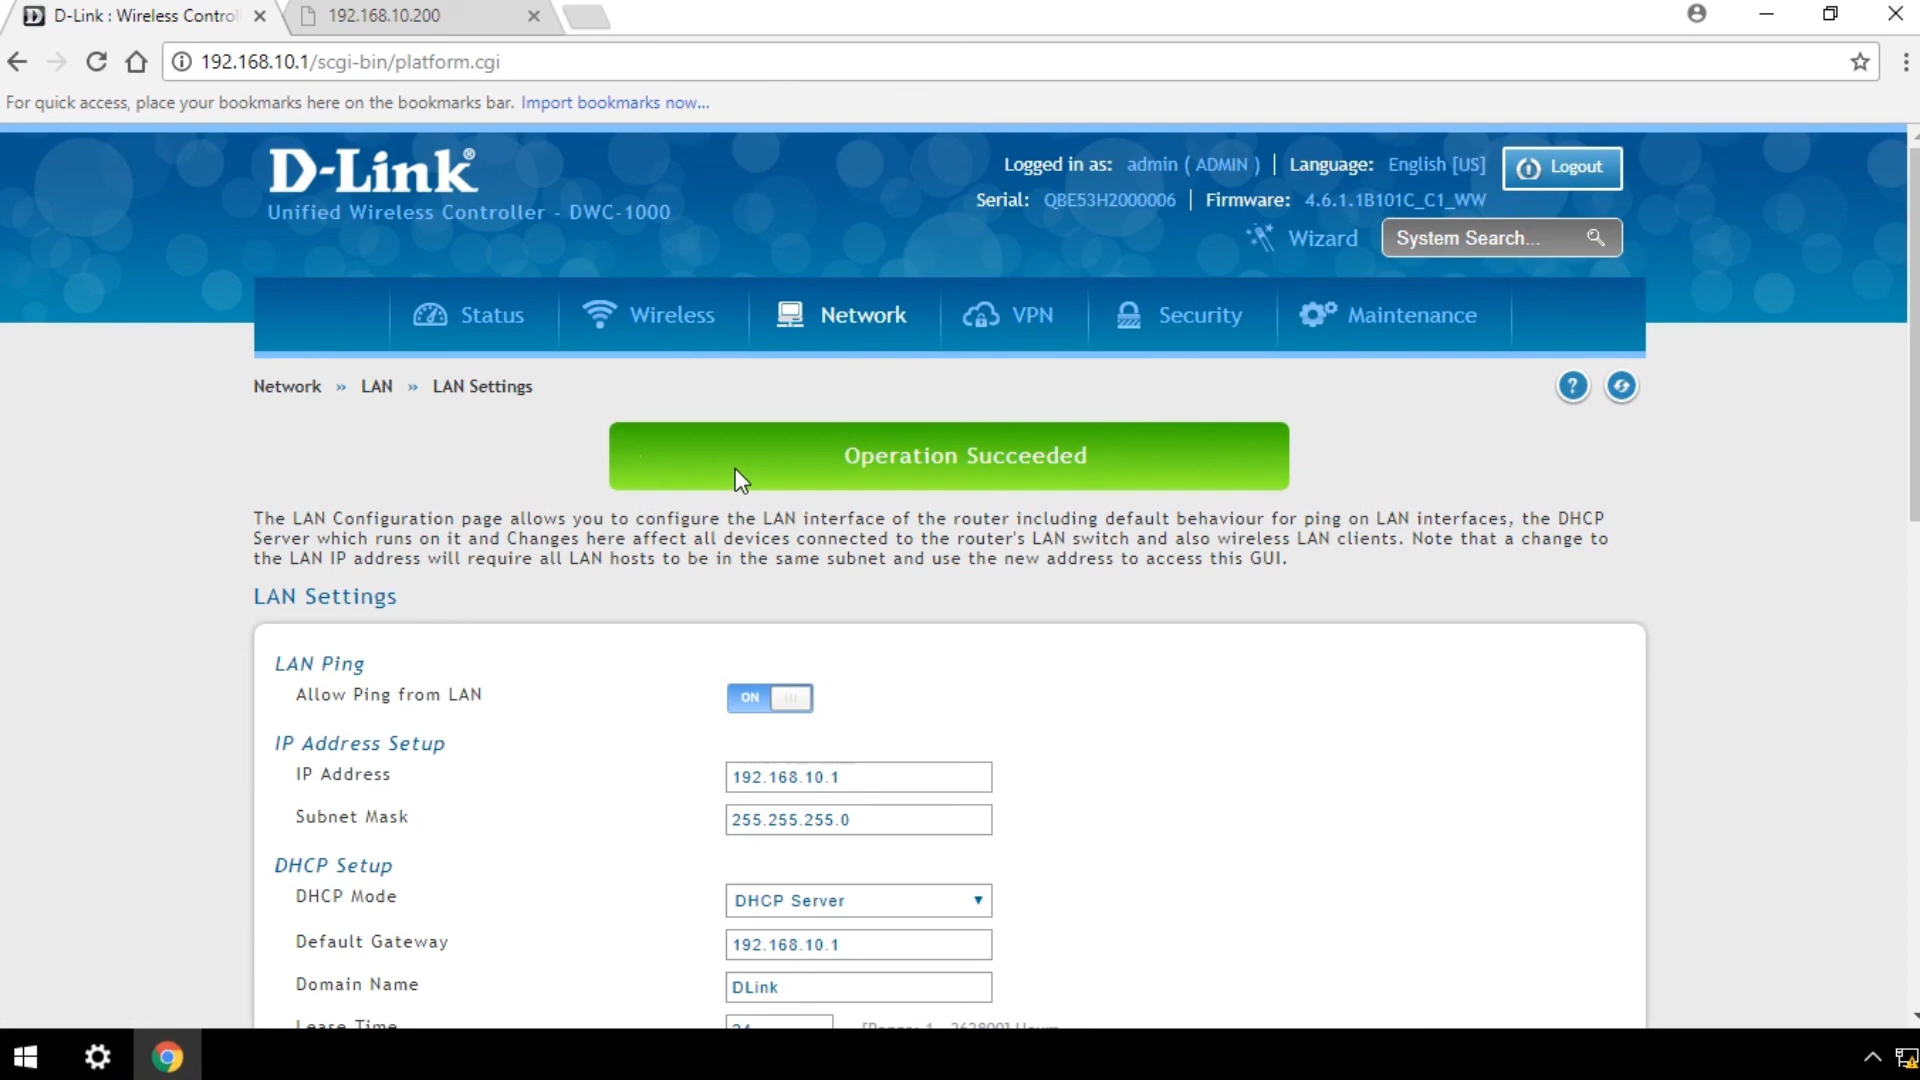 D-Link : Wireless Control
192.168.10.200
192.168.10.1/scgi-bin/platform.cgi
For quick access, place your bookmarks here on the bookmarks bar. Import bookmarks now...
D-Link®
Unified Wireless Controller - DWC-1000
Logged in as: admin ( ADMIN ) | Language: English [US]
Logout
Serial: QBE53H2000006 | Firmware: 4.6.1.1B101C_C1_WW
Wizard
System Search...
Status
Wireless
Network
VPN
Security
Maintenance
Network » LAN » LAN Settings
?
Operation Succeeded
The LAN Configuration page allows you to configure the LAN interface of the router including default behaviour for ping on LAN interfaces, the DHCP
Server which runs on it and Changes here affect all devices connected to the router's LAN switch and also wireless LAN clients. Note that a change to
the LAN IP address will require all LAN hosts to be in the same subnet and use the new address to access this GUI.
LAN Settings
LAN Ping
Allow Ping from LAN
ON
IP Address Setup
IP Address
192.168.10.1
Subnet Mask
255.255.255.0
DHCP Setup
DHCP Mode
DHCP Server
Default Gateway
192.168.10.1
Domain Name
DLink
Lease Time